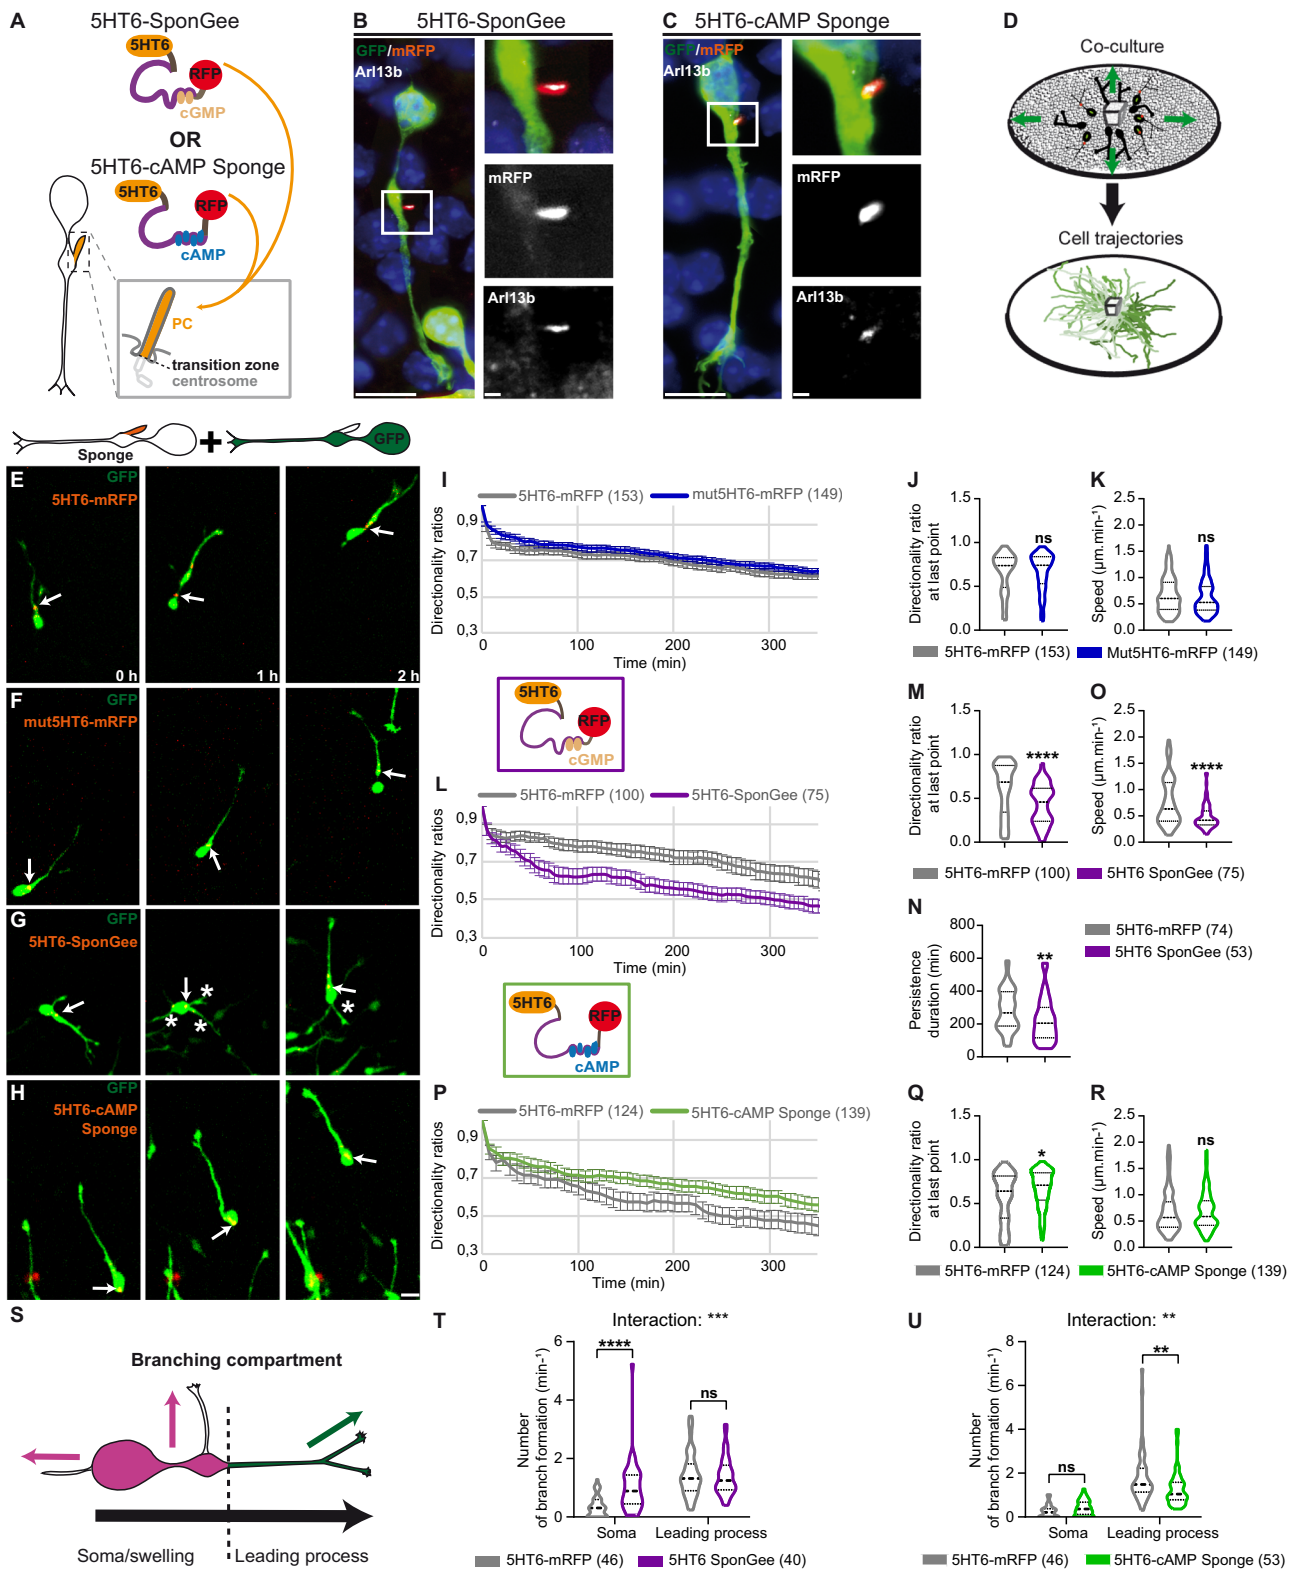 A
5HT6-SponGee
5HT6
RFP
cGMP
OR
5HT6-cAMP Sponge
5HT6
RFP
cAMP
PC
transition zone
centrosome
B
5HT6-SponGee
GFP/mRFP
Arl13b
mRFP
Arl13b
C
5HT6-cAMP Sponge
GFP/mRFP
Arl13b
mRFP
Arl13b
D
Co-culture
Cell trajectories
Sponge
+
GFP
E
GFP
5HT6-mRFP
0 h
1 h
2 h
F
GFP
mut5HT6-mRFP
G
GFP
5HT6-SponGee
*
*
*
*
H
GFP
5HT6-cAMP
Sponge
I
5HT6-mRFP (153)
mut5HT6-mRFP (149)
Directionality ratios
0,9
0,7
0,5
0,3
0
100
200
300
Time (min)
J
Directionality ratio
at last point
1.5
1.0
0.5
0.0
ns
K
Speed (µm.min-¹)
2.5
2.0
1.5
1.0
0.5
0.0
ns
5HT6-mRFP (153)
Mut5HT6-mRFP (149)
5HT6
RFP
cGMP
L
5HT6-mRFP (100)
5HT6-SponGee (75)
Directionality ratios
0,9
0,7
0,5
0,3
0
100
200
300
Time (min)
M
Directionality ratio
at last point
1.5
1.0
0.5
0.0
****
O
Speed (µm.min-¹)
2.5
2.0
1.5
1.0
0.5
0.0
****
5HT6-mRFP (100)
5HT6 SponGee (75)
N
Persistence
duration (min)
800
600
400
200
0
**
5HT6-mRFP (74)
5HT6 SponGee (53)
5HT6
RFP
cAMP
P
5HT6-mRFP (124)
5HT6-cAMP Sponge (139)
Directionality ratios
0,9
0,7
0,5
0,3
0
100
200
300
Time (min)
Q
Directionality ratio
at last point
1.5
1.0
0.5
0.0
*
R
Speed (µm.min-¹)
2.5
2.0
1.5
1.0
0.5
0.0
ns
5HT6-mRFP (124)
5HT6-cAMP Sponge (139)
S
Branching compartment
Soma/swelling
Leading process
T
Interaction: ***
Number
of branch formation (min-¹)
6
4
2
0
****
ns
Soma
Leading process
5HT6-mRFP (46)
5HT6 SponGee (40)
U
Interaction: **
Number
of branch formation (min-¹)
8
6
4
2
0
ns
**
Soma
Leading process
5HT6-mRFP (46)
5HT6-cAMP Sponge (53)